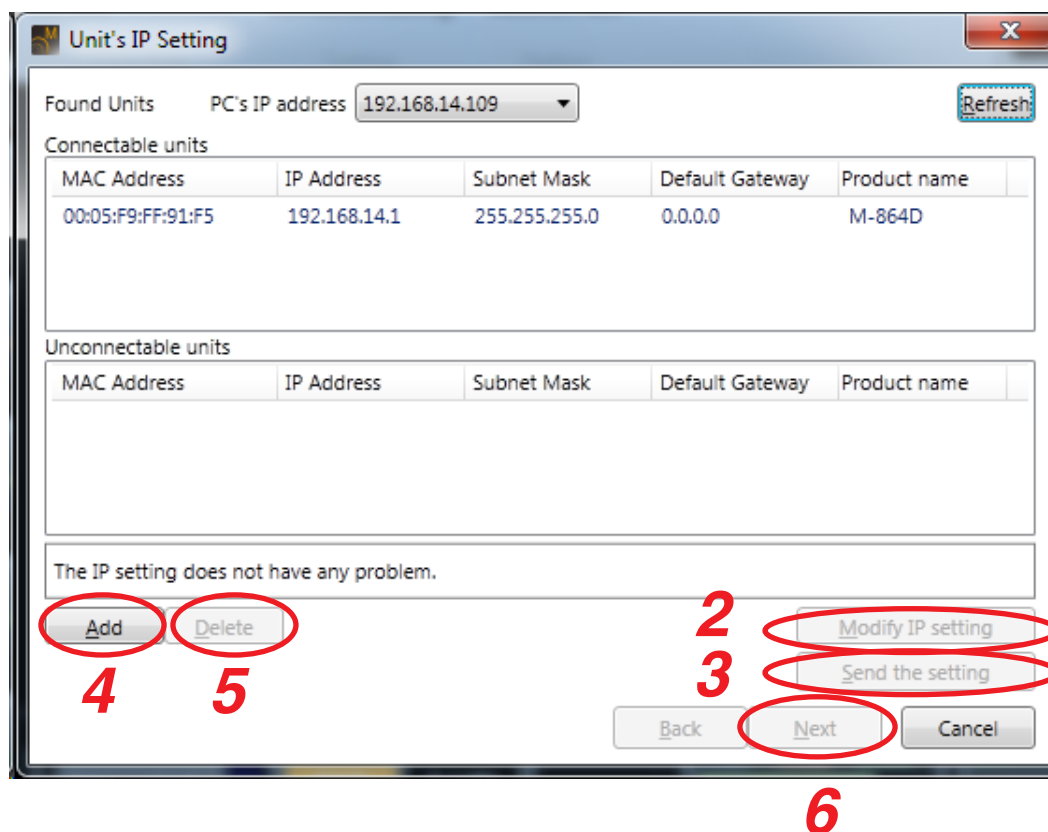 Unit's IP Setting
Found Units PC's IP address 192.168.14.109 Refresh
Connectable units
MAC Address IP Address Subnet Mask Default Gateway Product name
00:05:F9:FF:91:F5 192.168.14.1 255.255.255.0 0.0.0.0 M-864D
Unconnectable units
MAC Address IP Address Subnet Mask Default Gateway Product name
The IP setting does not have any problem.
Add Delete 2 Modify IP setting
4 5 3 Send the setting
Back Next Cancel
6